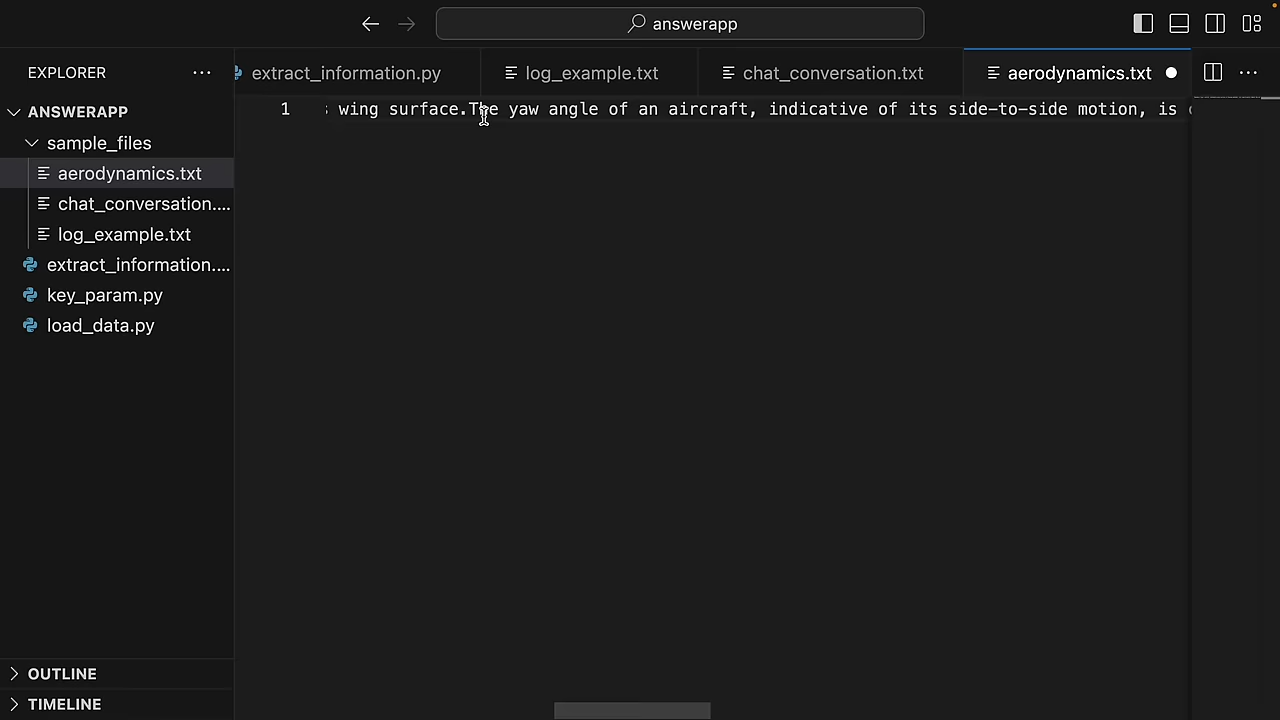 answerapp
EXPLORER
extract_information.py
log_example.txt
chat_conversation.txt
aerodynamics.txt
ANSWERAPP
sample_files
aerodynamics.txt
chat_conversation....
log_example.txt
extract_information....
key_param.py
load_data.py
1
wing surface.The yaw angle of an aircraft, indicative of its side-to-side motion, is
OUTLINE
TIMELINE